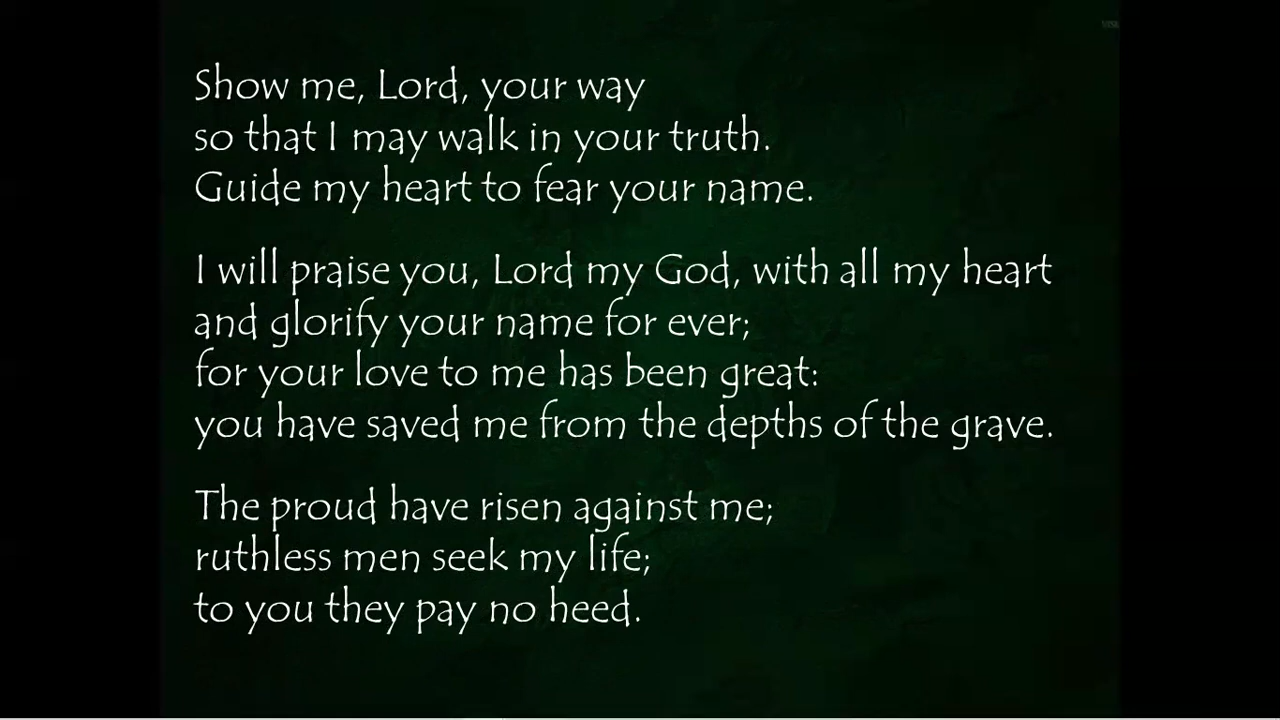 Show me, Lord, your way
so that I may walk in your truth.
Guide my heart to fear your name.
I will praise you, Lord my God, with all my heart
and glorify your name for ever;
for your love to me has been great:
you have saved me from the depths of the grave.
The proud have risen against me;
ruthless men seek my life;
to you they pay no heed.